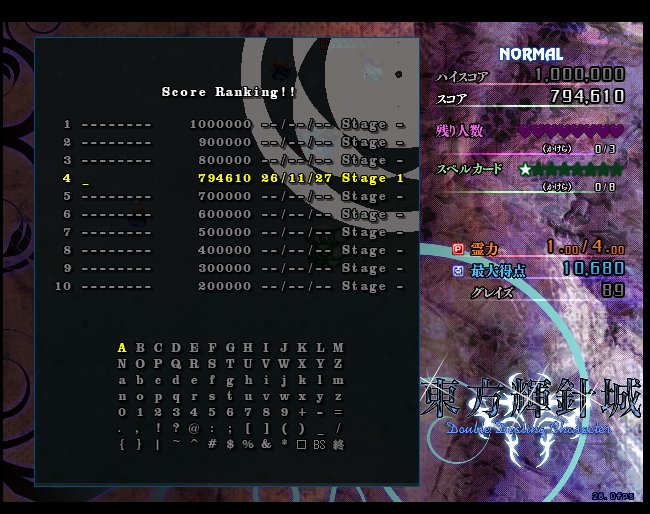 Score Ranking!!
1 -------- 1000000 --/--/-- Stage -
2 -------- 900000 --/--/-- Stage -
3 -------- 800000 --/--/-- Stage -
4 _ 794610 26/11/27 Stage 1
5 -------- 700000 --/--/-- Stage -
6 -------- 600000 --/--/-- Stage -
7 -------- 500000 --/--/-- Stage -
8 -------- 400000 --/--/-- Stage -
9 -------- 300000 --/--/-- Stage -
10 -------- 200000 --/--/-- Stage -
A B C D E F G H I J K L M
N O P Q R S T U V W X Y Z
a b c d e f g h i j k l m
n o p q r s t u v w x y z
0 1 2 3 4 5 6 7 8 9 + - =
. , ! ? @ : ; [ ] ( ) _ /
{ } | ~ ^ # $ % & * □ BS 終
NORMAL
ハイスコア 1,000,000
スコア 794,610
残り人数
(かけら) 0/3
スペルカード
(かけら) 0/8
P 霊力 1.00/4.00
最大得点 10,680
グレイズ 89
東方輝針城
Double Dealing Character
28.0fps